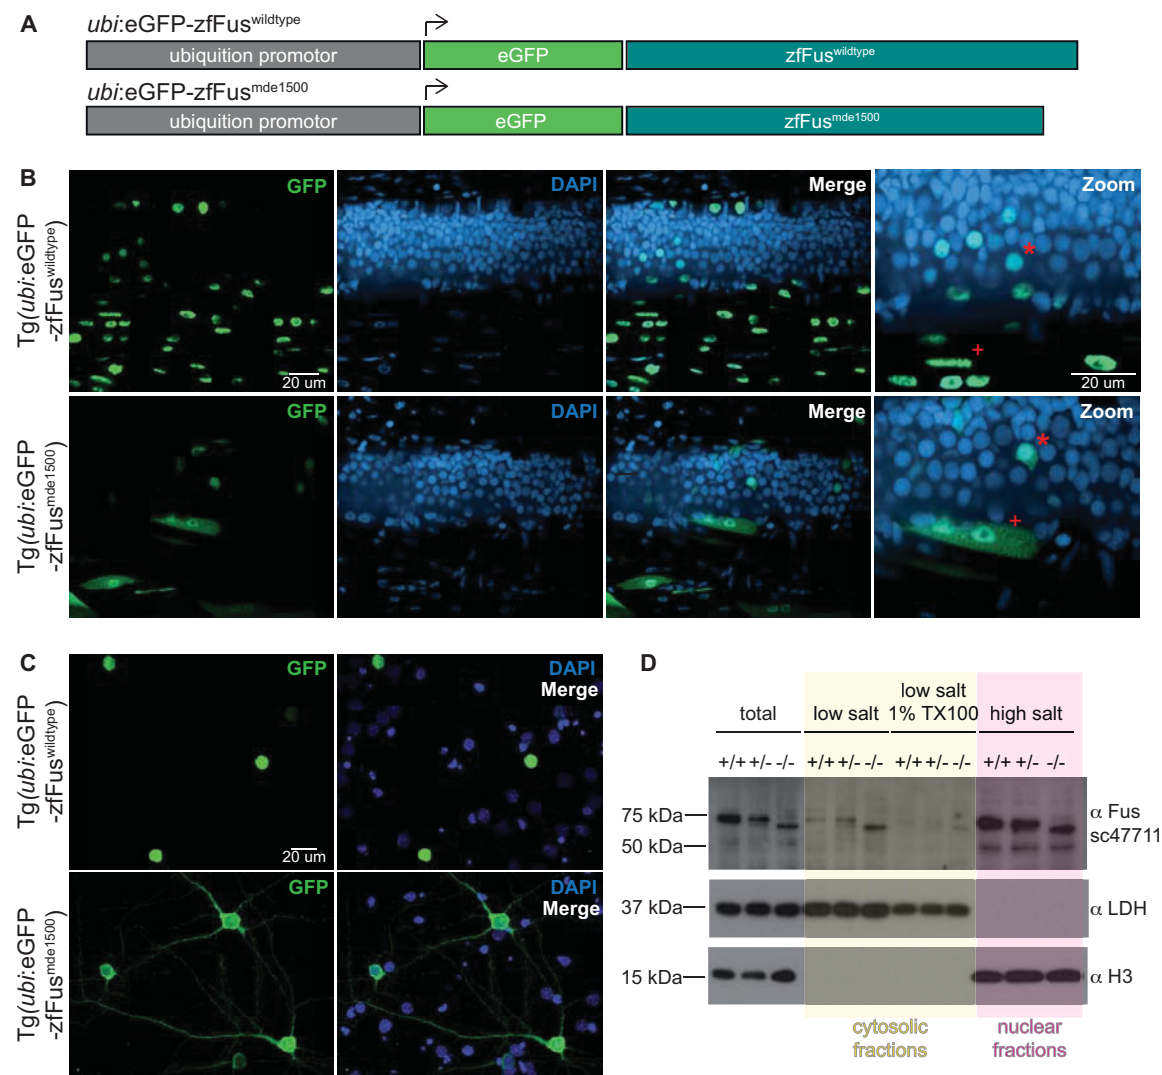 A
ubi:eGFP-zfFuswildtype
ubiquition promotor eGFP zfFuswildtype
ubi:eGFP-zfFusmde1500
ubiquition promotor eGFP zfFusmde1500
B
Tg(ubi:eGFP
-zfFuswildtype)
GFP DAPI Merge Zoom
* 
+
20 um 20 um
Tg(ubi:eGFP
-zfFusmde1500)
GFP DAPI Merge Zoom
*
+
C
Tg(ubi:eGFP
-zfFuswildtype)
GFP DAPI
Merge
20 um
Tg(ubi:eGFP
-zfFusmde1500)
GFP DAPI
Merge
D
low salt
total low salt 1% TX100 high salt
+/+ +/- -/- +/+ +/- -/- +/+ +/- -/- +/+ +/- -/-
75 kDa α Fus
sc47711
50 kDa
37 kDa α LDH
15 kDa α H3
cytosolic nuclear
fractions fractions